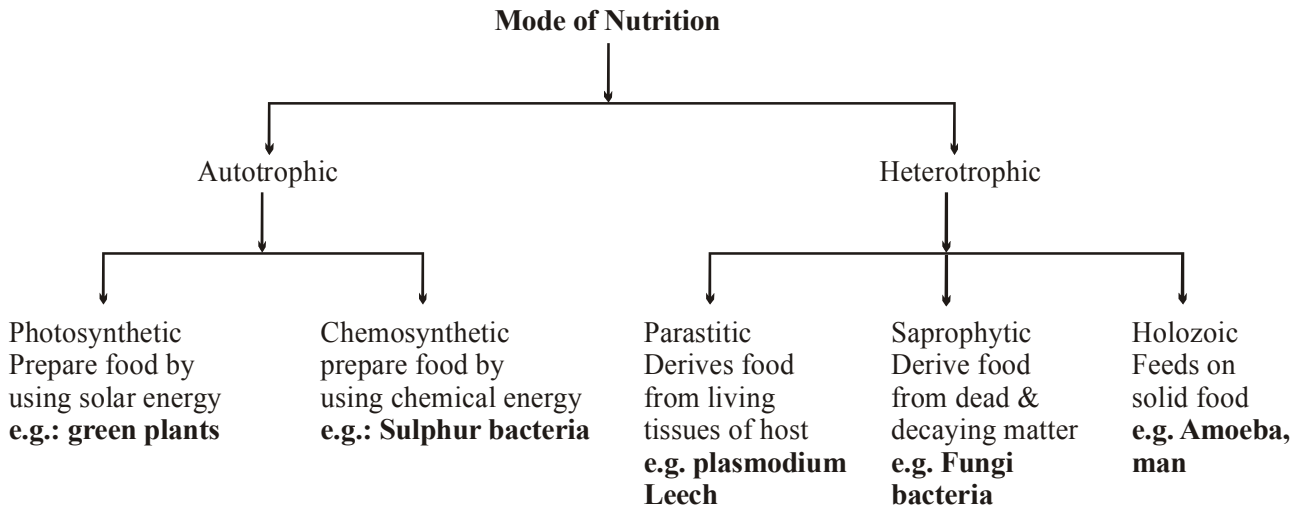 Mode of Nutrition
Autotrophic
Heterotrophic
Photosynthetic
Prepare food by
using solar energy
e.g.: green plants
Chemosynthetic
prepare food by
using chemical energy
e.g.: Sulphur bacteria
Parastitic
Derives food
from living
tissues of host
e.g. plasmodium
Leech
Saprophytic
Derive food
from dead &
decaying matter
e.g. Fungi
bacteria
Holozoic
Feeds on
solid food
e.g. Amoeba,
man